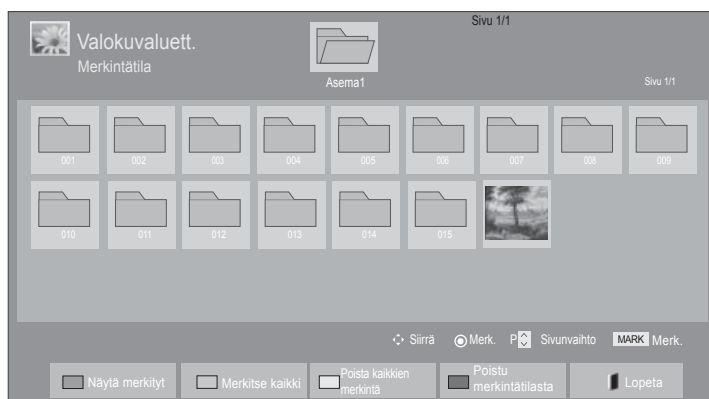 Sivu 1/1
Valokuvaluett.
Merkintätila
Asema1
Sivu 1/1
001 002 003 004 005 006 007 008 009
010 011 012 013 014 015
Siirrä Merk. P Sivunvaihto MARK Merk.
Näytä merkityt
Merkitse kaikki
Poista kaikkien
merkintä
Poistu
merkintätilasta
Lopeta